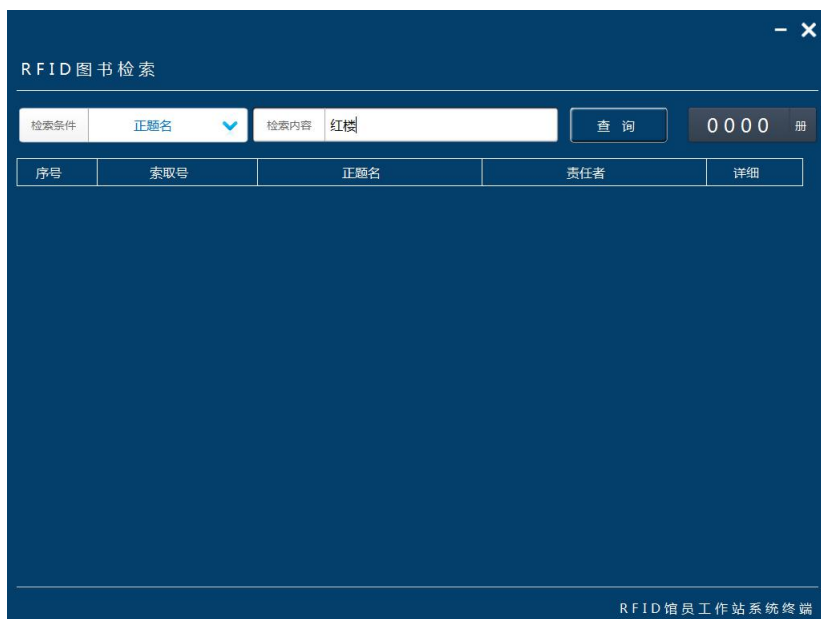 RFID图书检索
检索条件 正题名 检索内容 红楼 查 询 0000 册
序号 索取号 正题名 责任者 详细
RFID馆员工作站系统终端